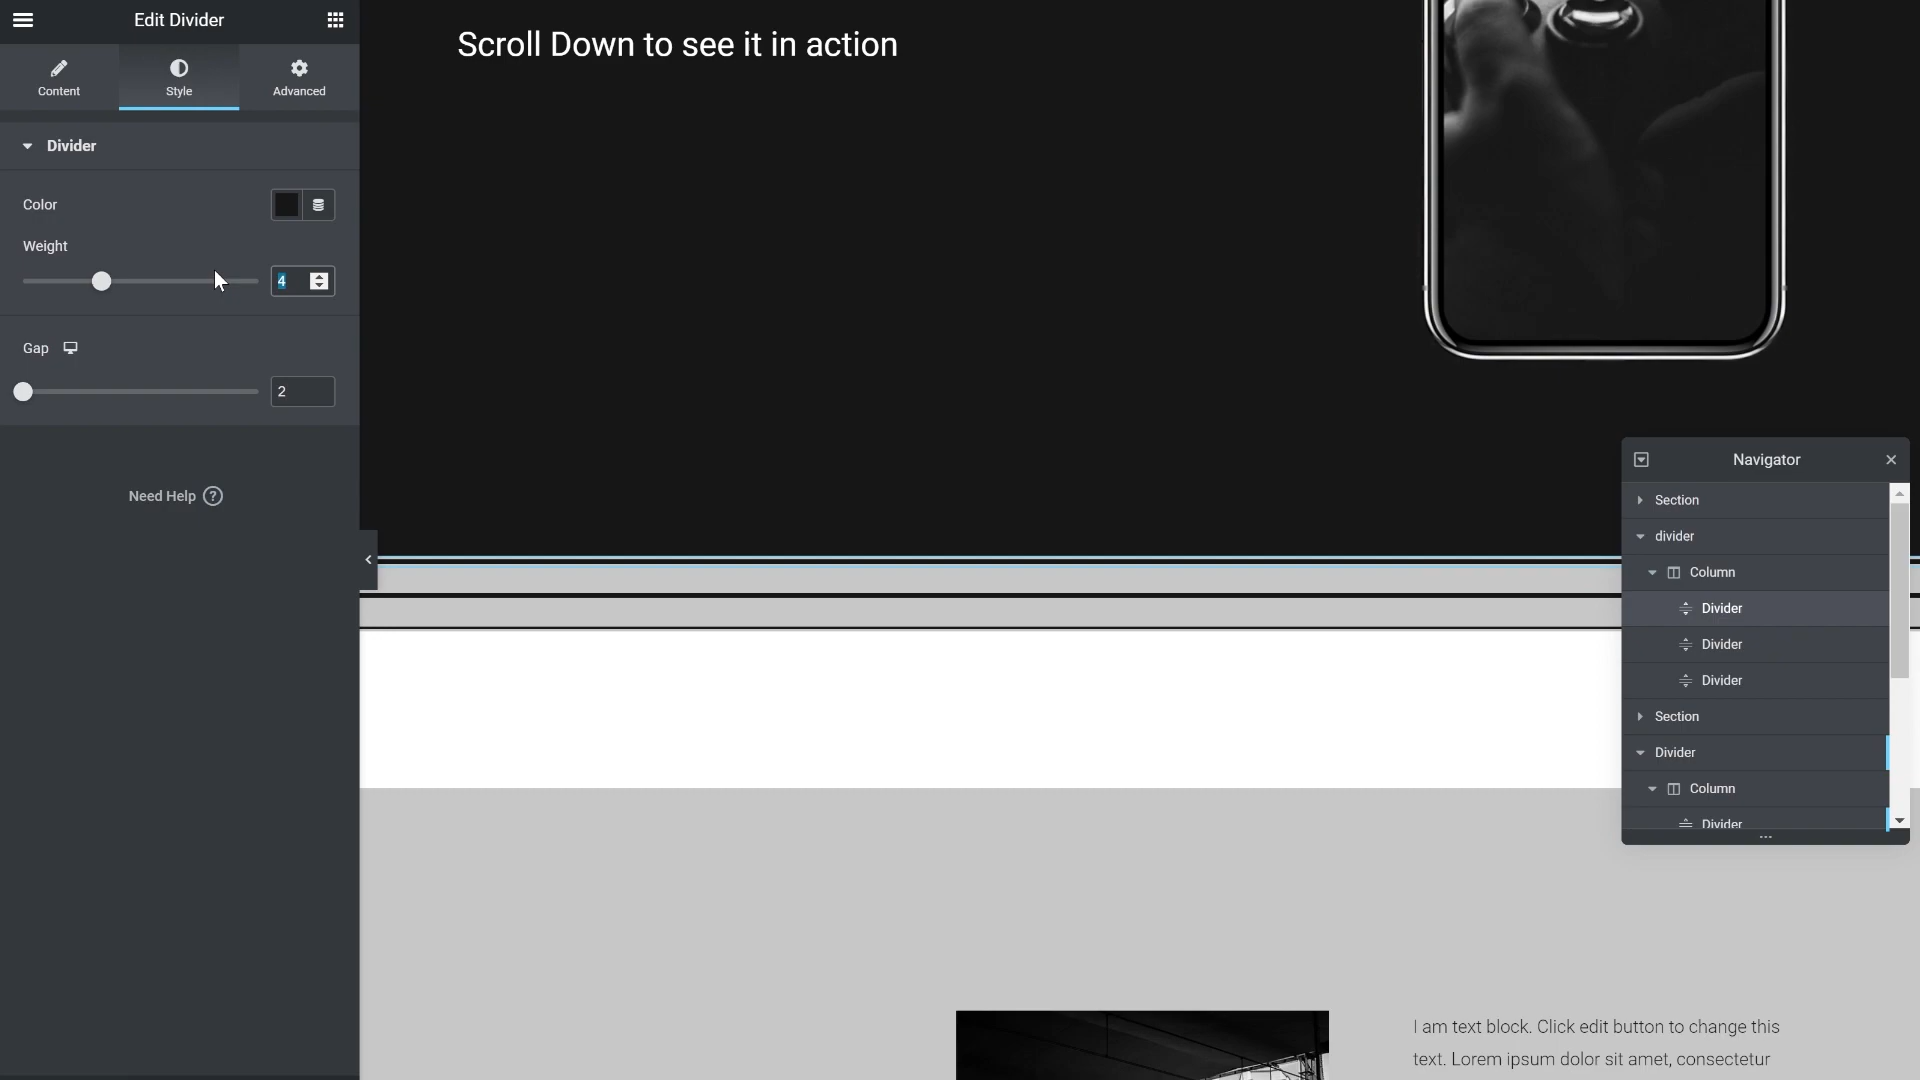 Edit Divider
Content
Style
Advanced
Divider
Color
Weight
4
Gap
2
Need Help ?
Scroll Down to see it in action
Navigator
Section
divider
Column
Divider
Divider
Divider
Section
Divider
Column
Divider
I am text block. Click edit button to change this
text. Lorem ipsum dolor sit amet, consectetur